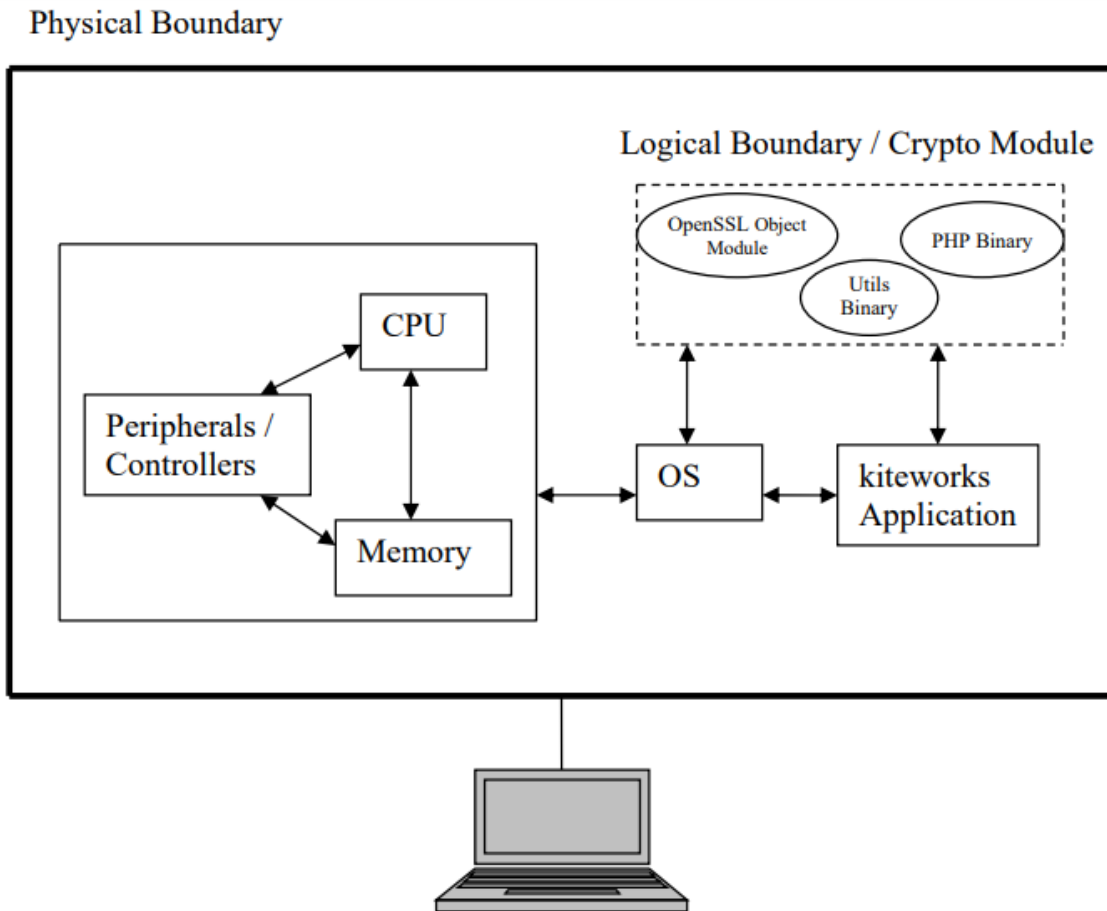 Physical Boundary
Logical Boundary / Crypto Module
OpenSSL Object
Module
PHP Binary
Utils
Binary
CPU
Peripherals /
Controllers
Memory
OS
kiteworks
Application